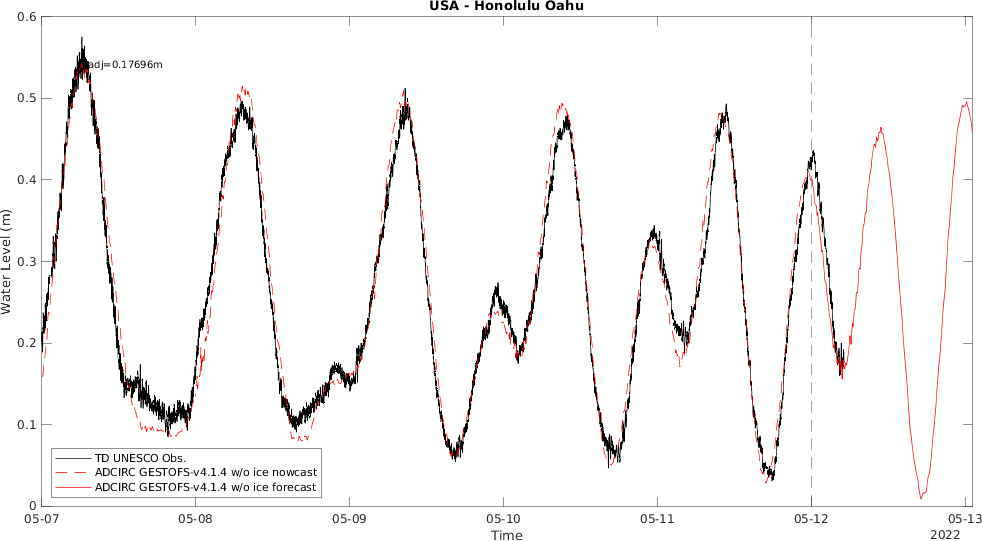 USA - Honolulu Oahu
0.6
adj=0.17696m
0.5
0.4
0.3
Water Level (m)
0.2
0.1
TD UNESCO Obs.
ADCIRC GESTOFS-v4.1.4 w/o ice nowcast
ADCIRC GESTOFS-v4.1.4 w/o ice forecast
0
05-07 05-08 05-09 05-10 05-11 05-12 05-13
Time
2022